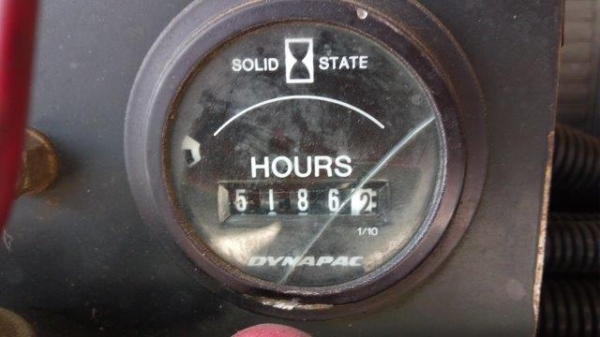 SOLID STATE
HOURS
5186
1/10
DYNAPAC